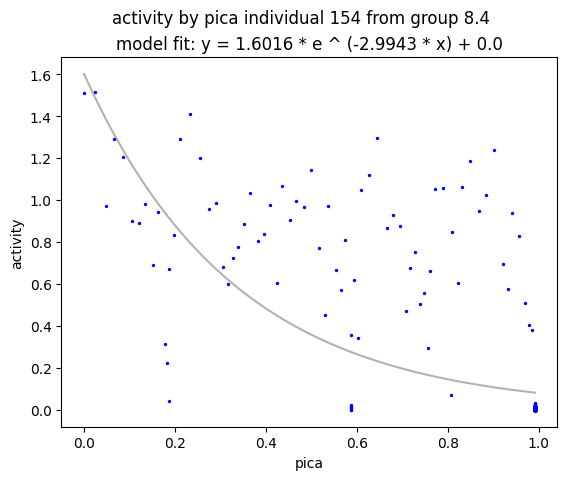 activity by pica individual 154 from group 8.4
model fit: y = 1.6016 * e ^ (-2.9943 * x) + 0.0
activity
1.6
1.4
1.2
1.0
0.8
0.6
0.4
0.2
0.0
0.0 0.2 0.4 0.6 0.8 1.0
pica